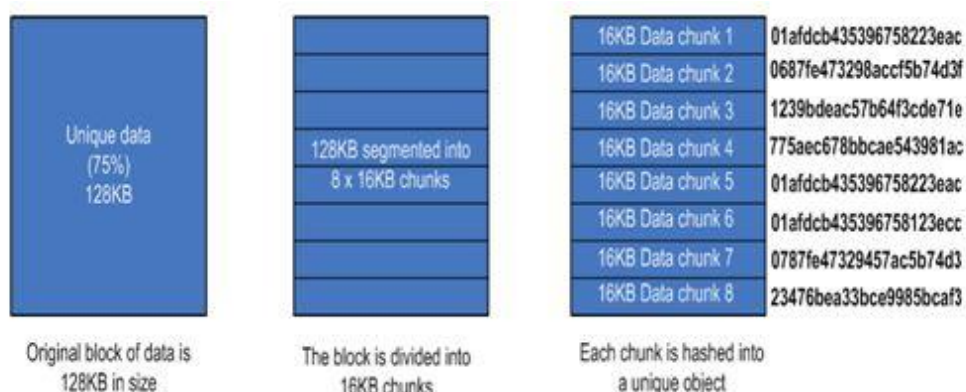 Unique data
(75%)
128KB
Original block of data is
128KB in size
128KB segmented into
8 x 16KB chunks
The block is divided into
16KB chunks
16KB Data chunk 1 01afdcb435396758223eac
16KB Data chunk 2 0687fe473298accf5b74d3f
16KB Data chunk 3 1239bdeac57b64f3cde71e
16KB Data chunk 4 775aec678bbcae543981ac
16KB Data chunk 5 01afdcb435396758223eac
16KB Data chunk 6 01afdcb435396758123ecc
16KB Data chunk 7 0787fe47329457ac5b74d3
16KB Data chunk 8 23476bea33bce9985bcaf3
Each chunk is hashed into
a unique object